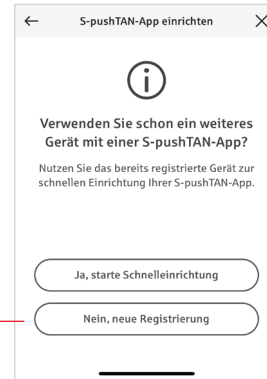 S-pushTAN-App einrichten
Verwenden Sie schon ein weiteres
Gerät mit einer S-pushTAN-App?
Nutzen Sie das bereits registrierte Gerät zur
schnellen Einrichtung Ihrer S-pushTAN-App.
Ja, starte Schnelleinrichtung
Nein, neue Registrierung